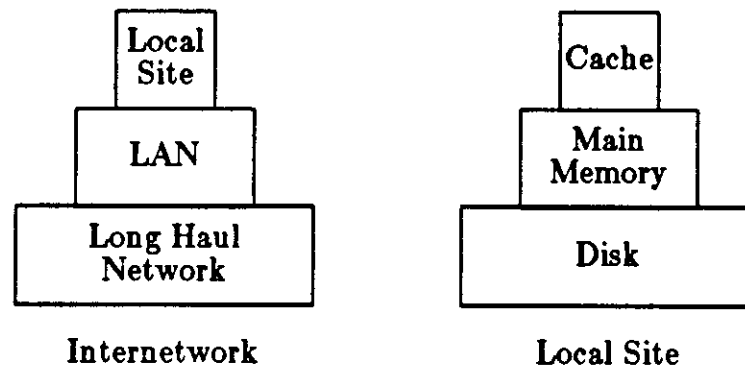 Local
Site
LAN
Long Haul
Network
Internetwork
Cache
Main
Memory
Disk
Local Site